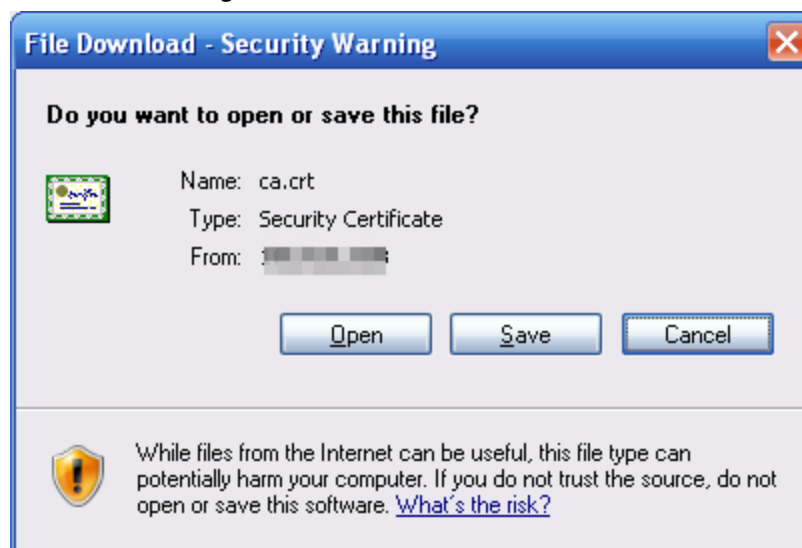 File Download - Security Warning
Do you want to open or save this file?
Name: ca.crt
Type: Security Certificate
From:
Open Save Cancel
While files from the Internet can be useful, this file type can
potentially harm your computer. If you do not trust the source, do not
open or save this software. What's the risk?